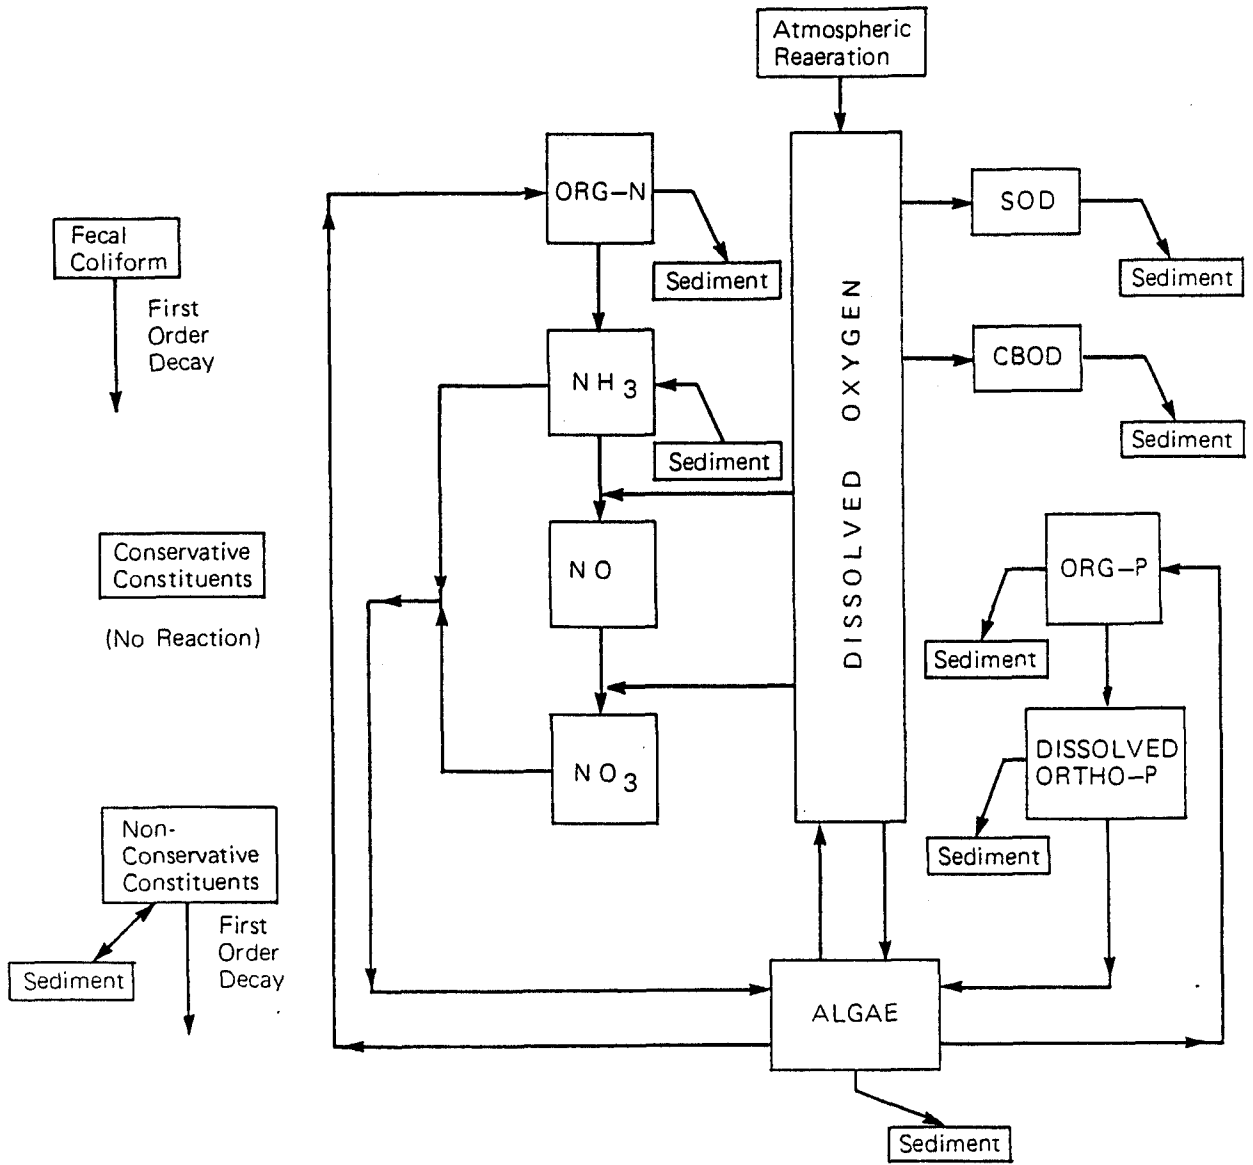 Atmospheric
Reaeration
ORG–N
Sediment
SOD
Sediment
Fecal
Coliform
First
Order
Decay
NH3
Sediment
CBOD
Sediment
DISSOLVED OXYGEN
Conservative
Constituents
(No Reaction)
NO
ORG–P
Sediment
NO3
DISSOLVED
ORTHO–P
Sediment
Non-
Conservative
Constituents
First
Order
Decay
Sediment
ALGAE
Sediment